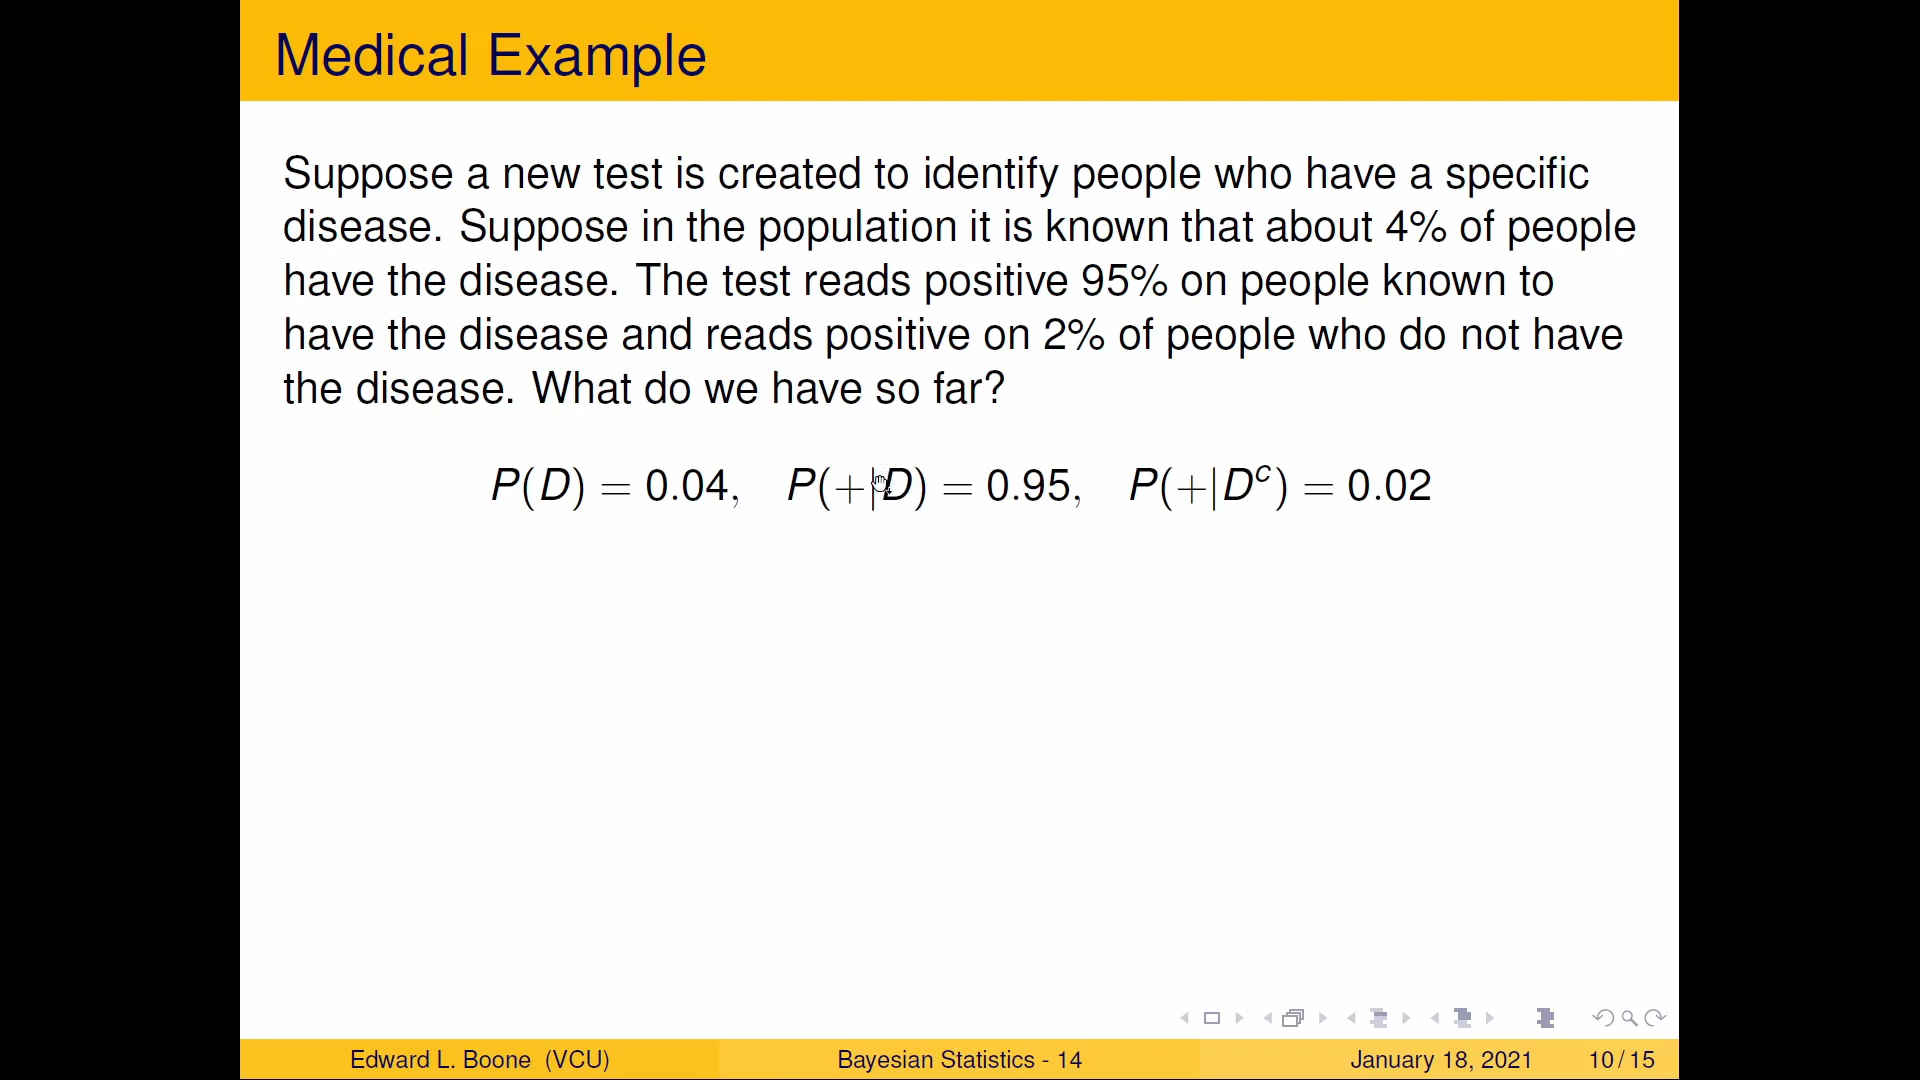 Medical Example
Suppose a new test is created to identify people who have a specific
disease. Suppose in the population it is known that about 4% of people
have the disease. The test reads positive 95% on people known to
have the disease and reads positive on 2% of people who do not have
the disease. What do we have so far?
P(D) = 0.04, P(+|D) = 0.95, P(+|Dᶜ) = 0.02
Edward L. Boone (VCU) Bayesian Statistics - 14 January 18, 2021 10 / 15